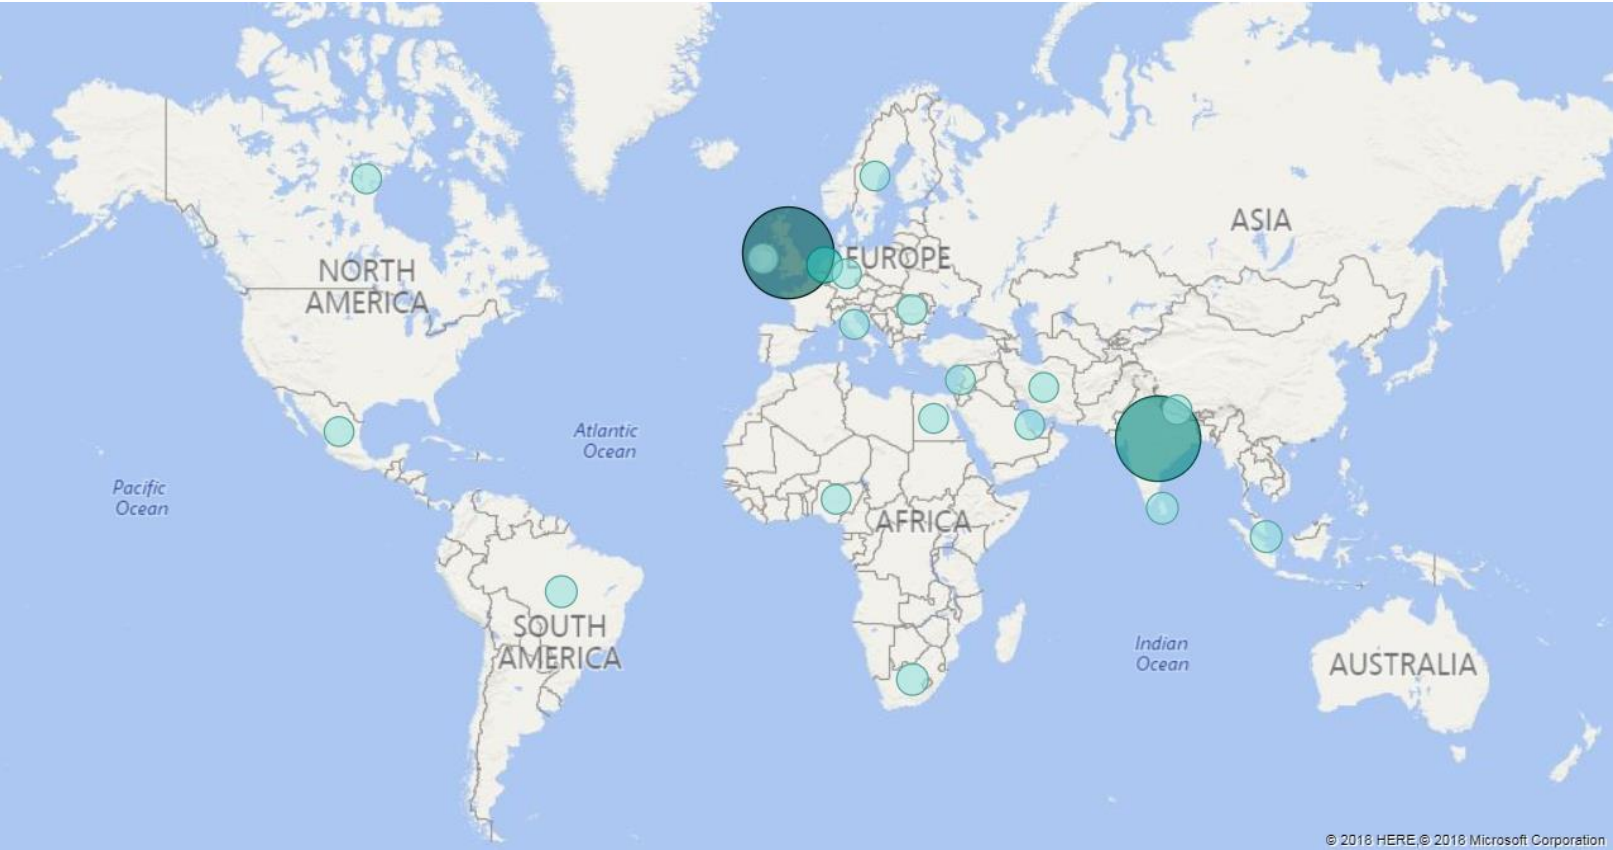 ASIA
EUROPE
NORTH
AMERICA
Atlantic
Ocean
Pacific
Ocean
AFRICA
SOUTH
AMERICA
Indian
Ocean
AUSTRALIA
© 2018 HERE,© 2018 Microsoft Corporation